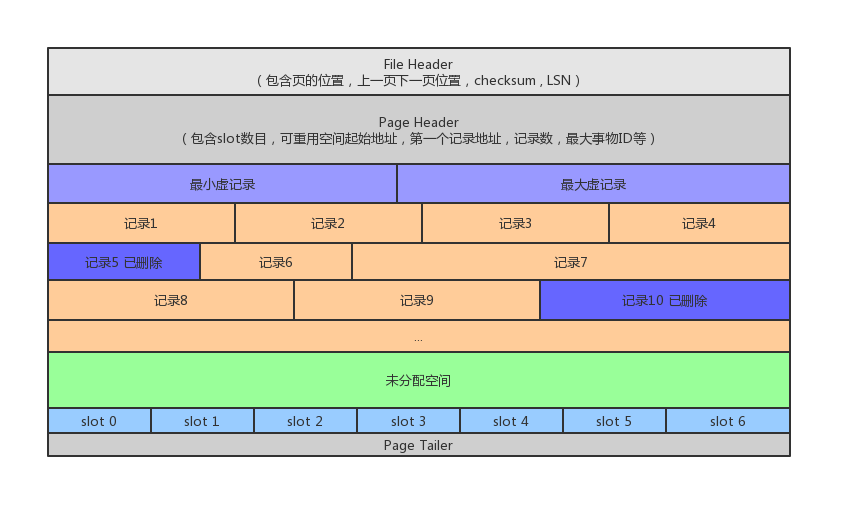 File Header
（包含页的位置，上一页下一页位置，checksum , LSN）
Page Header
（包含slot数目，可重用空间起始地址，第一个记录地址，记录数，最大事物ID等）
最小虚记录 最大虚记录
记录1 记录2 记录3 记录4
记录5 已删除 记录6 记录7
记录8 记录9 记录10 已删除
...
未分配空间
slot 0 slot 1 slot 2 slot 3 slot 4 slot 5 slot 6
Page Tailer